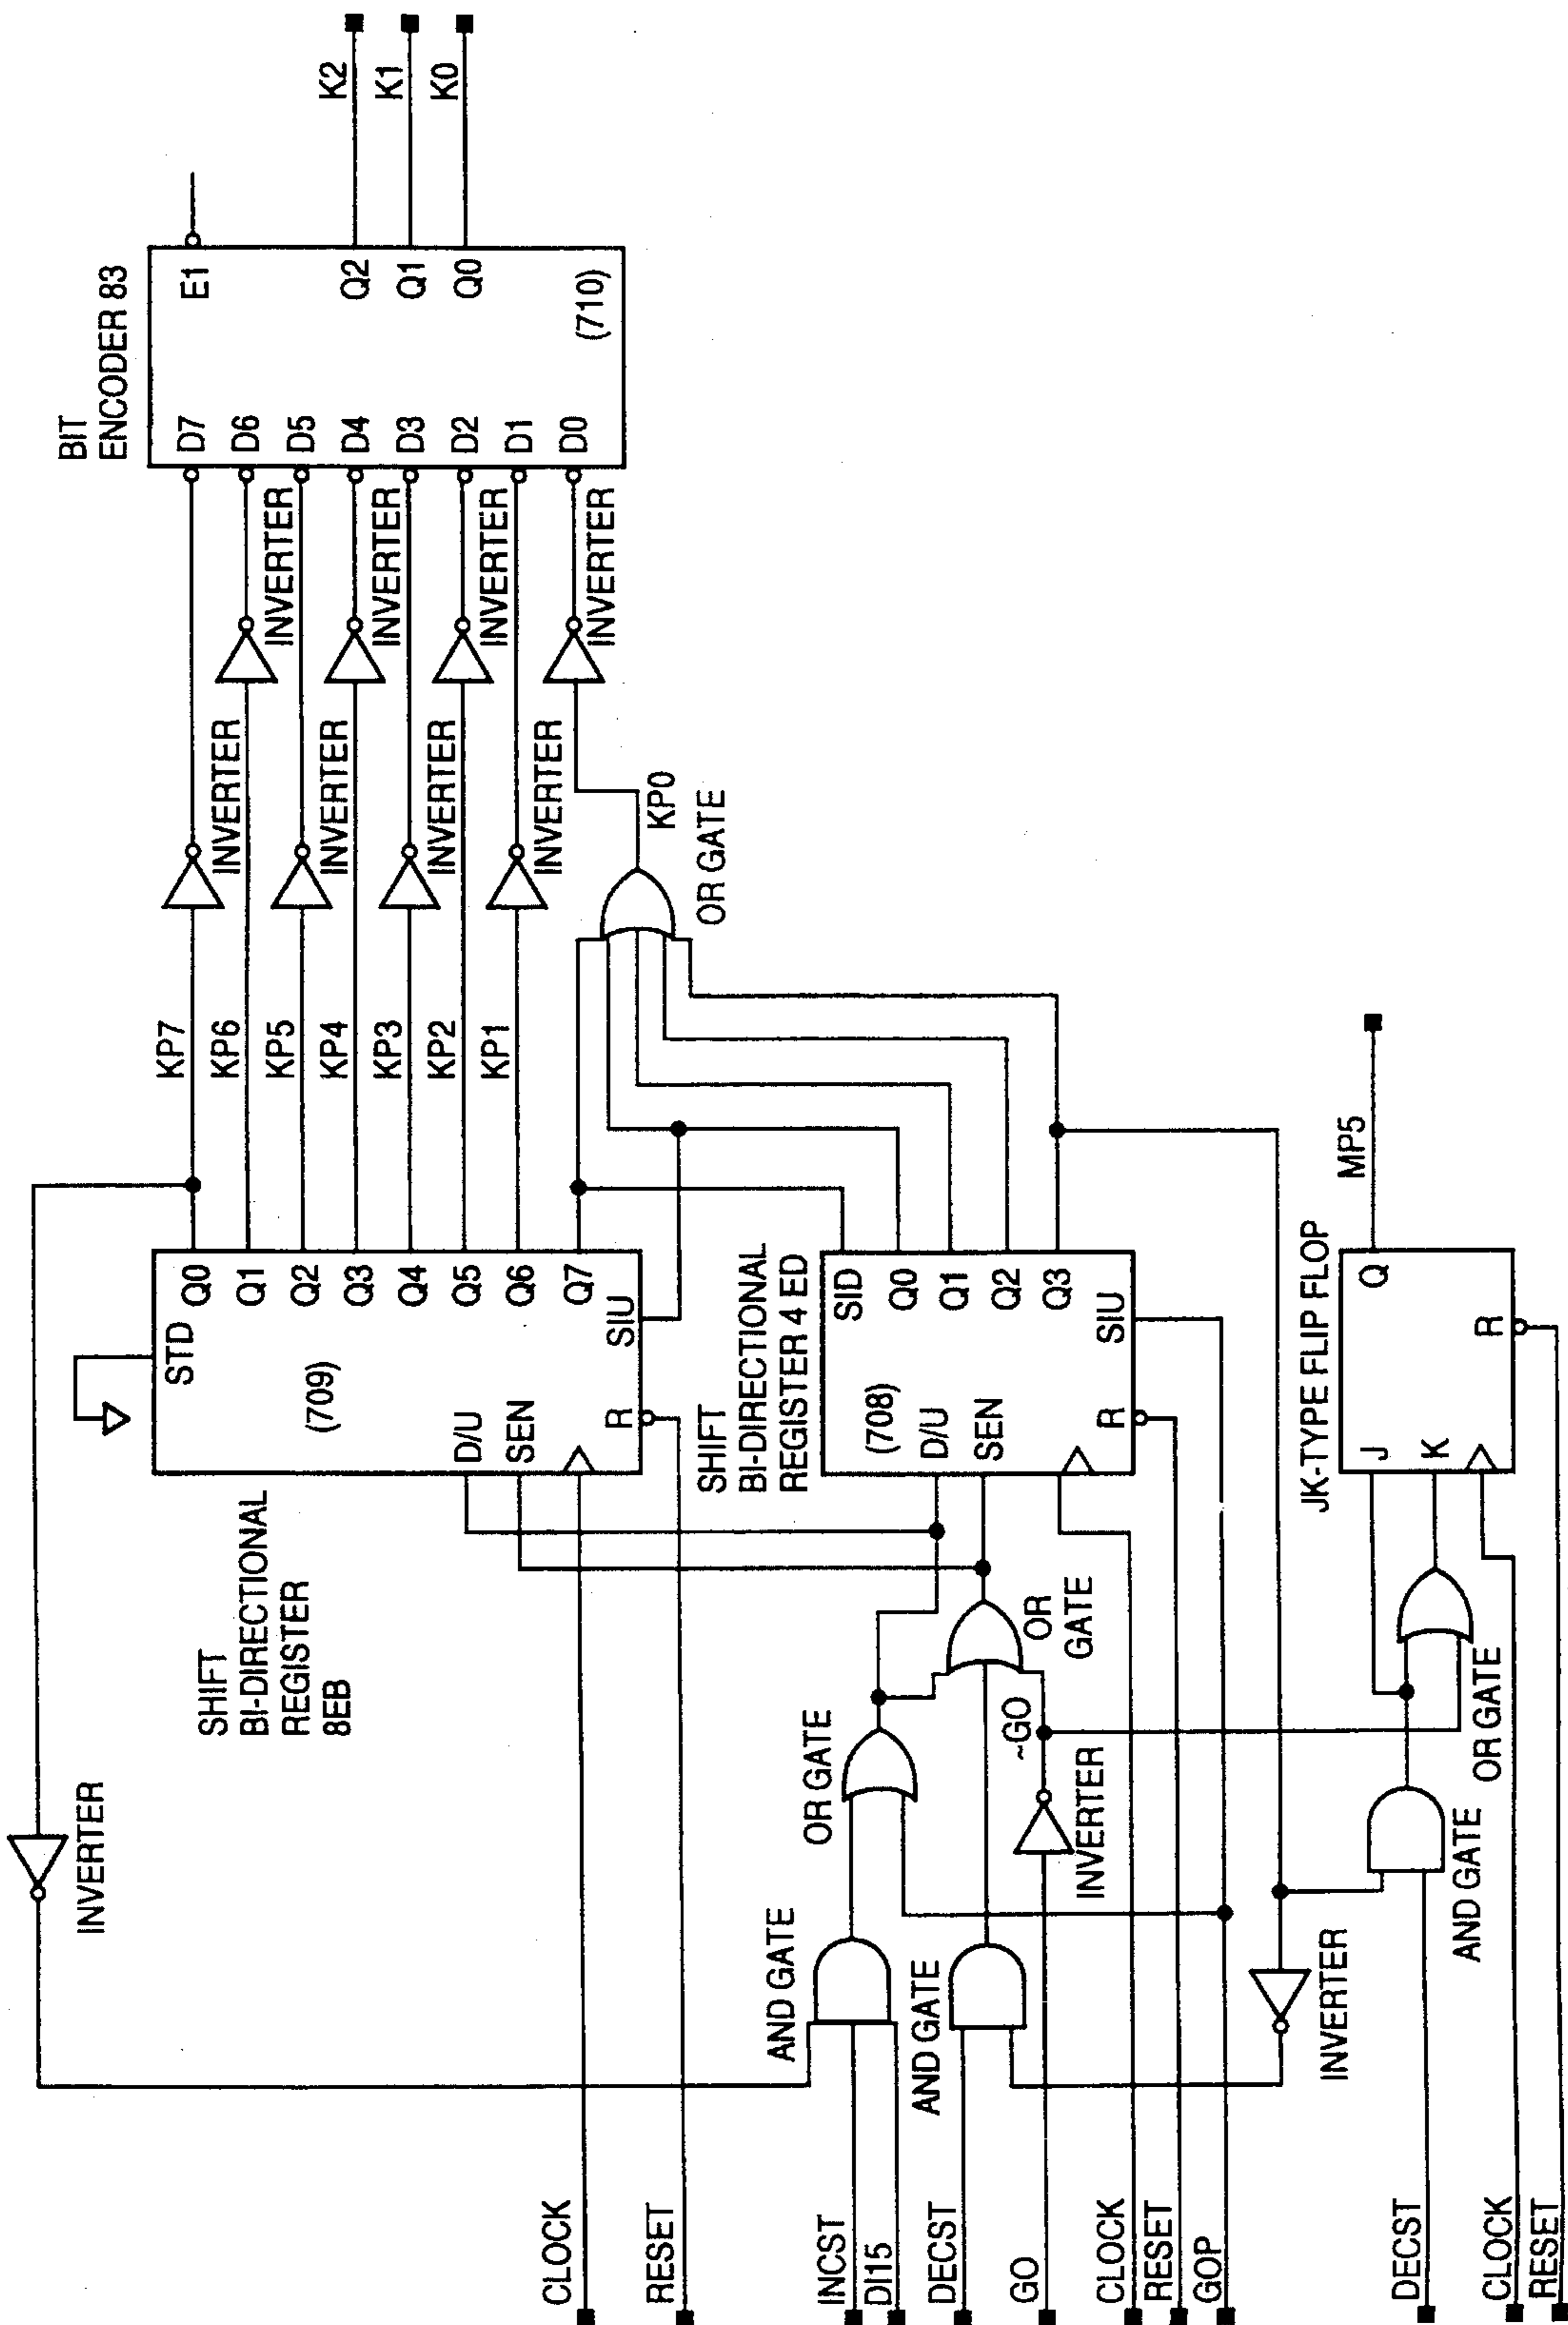 BIT
ENCODER 83
E1
D7
D6
D5
D4
D3
D2
D1
D0
Q2
Q1
Q0
(710)
K2
K1
K0
INVERTER
INVERTER
INVERTER
INVERTER
INVERTER
INVERTER
INVERTER
INVERTER
KP7
KP6
KP5
KP4
KP3
KP2
KP1
KP0
OR GATE
STD
Q0
Q1
Q2
Q3
Q4
Q5
Q6
Q7
(709)
D/U
SEN
R
SIU
SHIFT
BI-DIRECTIONAL
REGISTER
8EB
INVERTER
SHIFT
BI-DIRECTIONAL
REGISTER 4 ED
SID
Q0
Q1
Q2
Q3
(708)
D/U
SEN
R
SIU
OR GATE
OR
GATE
~GO
INVERTER
AND GATE
AND GATE
INVERTER
JK-TYPE FLIP FLOP
J
K
Q
R
MP5
OR GATE
AND GATE
CLOCK
RESET
INCST
DI15
DECST
GO
CLOCK
RESET
GOP
DECST
CLOCK
RESET